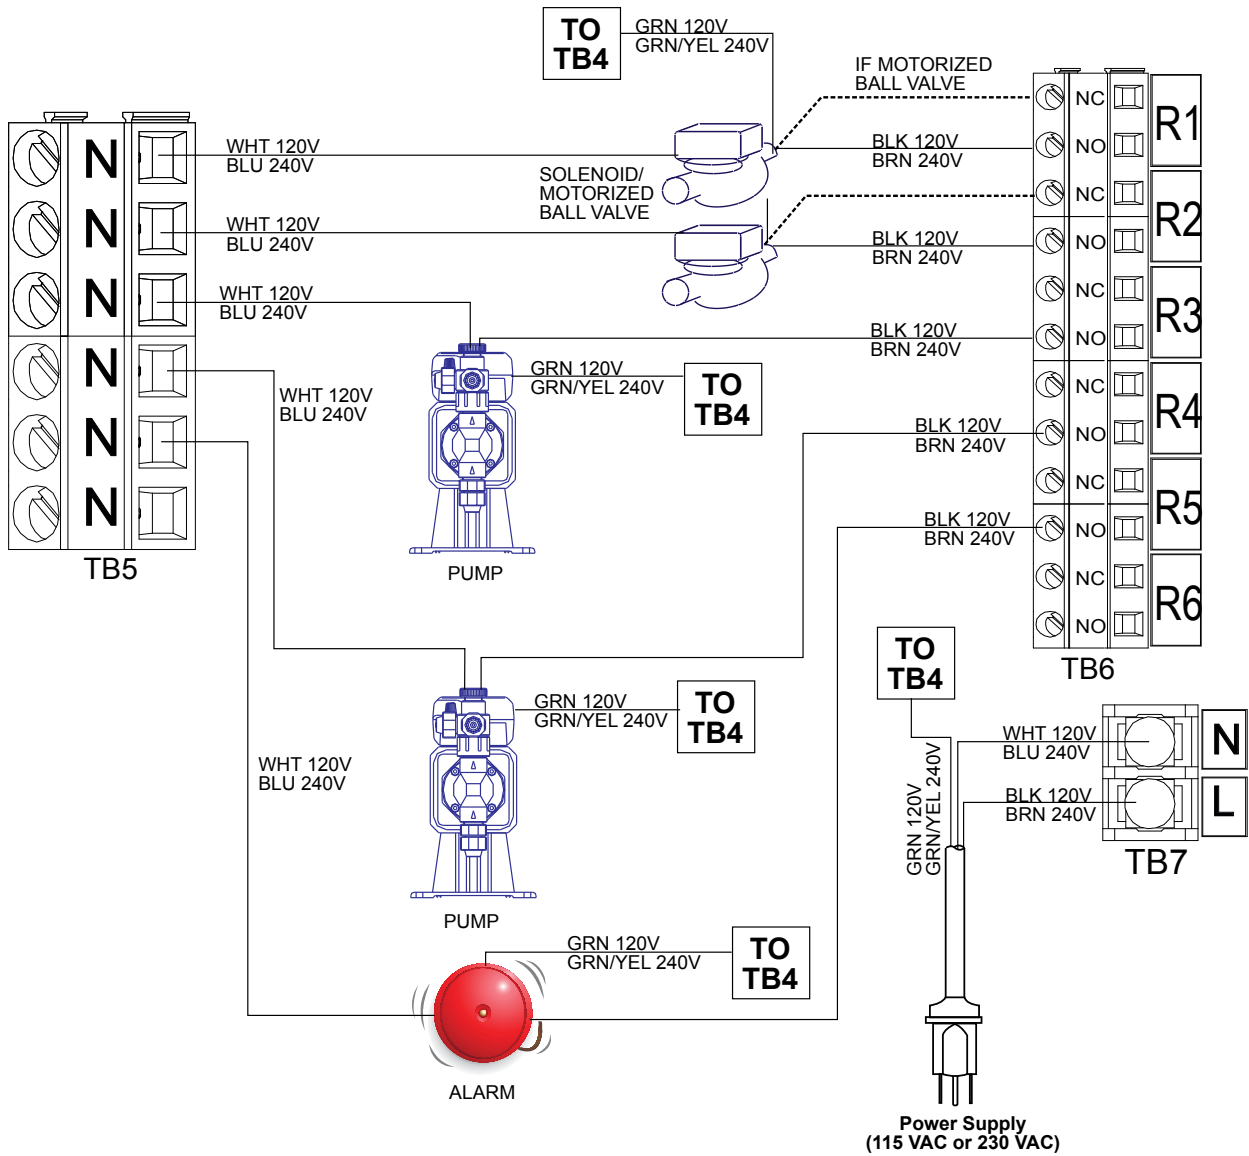 TO
TB4
GRN 120V
GRN/YEL 240V
IF MOTORIZED
BALL VALVE
N
N
N
N
N
N
TB5
WHT 120V
BLU 240V
WHT 120V
BLU 240V
WHT 120V
BLU 240V
WHT 120V
BLU 240V
WHT 120V
BLU 240V
SOLENOID/
MOTORIZED
BALL VALVE
BLK 120V
BRN 240V
BLK 120V
BRN 240V
BLK 120V
BRN 240V
BLK 120V
BRN 240V
BLK 120V
BRN 240V
NC
NO
R1
NC
NO
R2
NC
NO
R3
NC
NO
R4
NC
NO
R5
NC
NO
R6
TB6
GRN 120V
GRN/YEL 240V
TO
TB4
PUMP
GRN 120V
GRN/YEL 240V
TO
TB4
PUMP
GRN 120V
GRN/YEL 240V
TO
TB4
ALARM
TO
TB4
GRN 120V
GRN/YEL 240V
WHT 120V
BLU 240V
N
BLK 120V
BRN 240V
L
TB7
Power Supply
(115 VAC or 230 VAC)